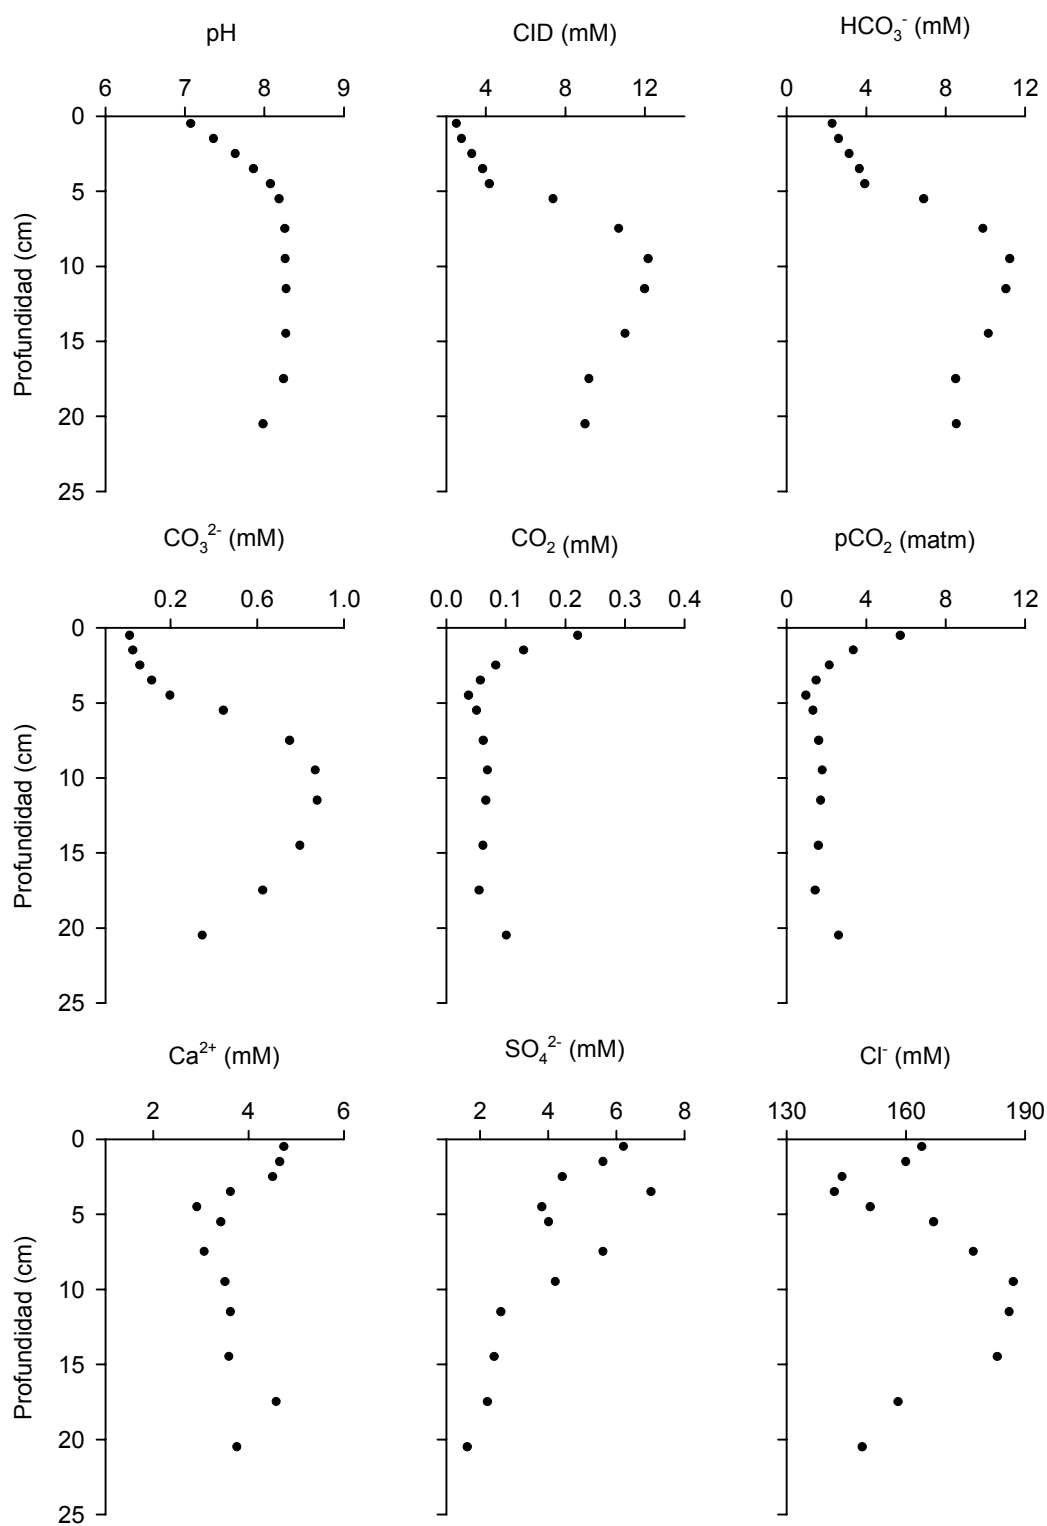 pH CID (mM) HCO₃⁻ (mM)
6 7 8 9 4 8 12 0 4 8 12
Profundidad (cm)
0
5
10
15
20
25
CO₃²⁻ (mM) CO₂ (mM) pCO₂ (matm)
0.2 0.6 1.0 0.0 0.1 0.2 0.3 0.4 0 4 8 12
Profundidad (cm)
0
5
10
15
20
25
Ca²⁺ (mM) SO₄²⁻ (mM) Cl⁻ (mM)
2 4 6 2 4 6 8 130 160 190
Profundidad (cm)
0
5
10
15
20
25